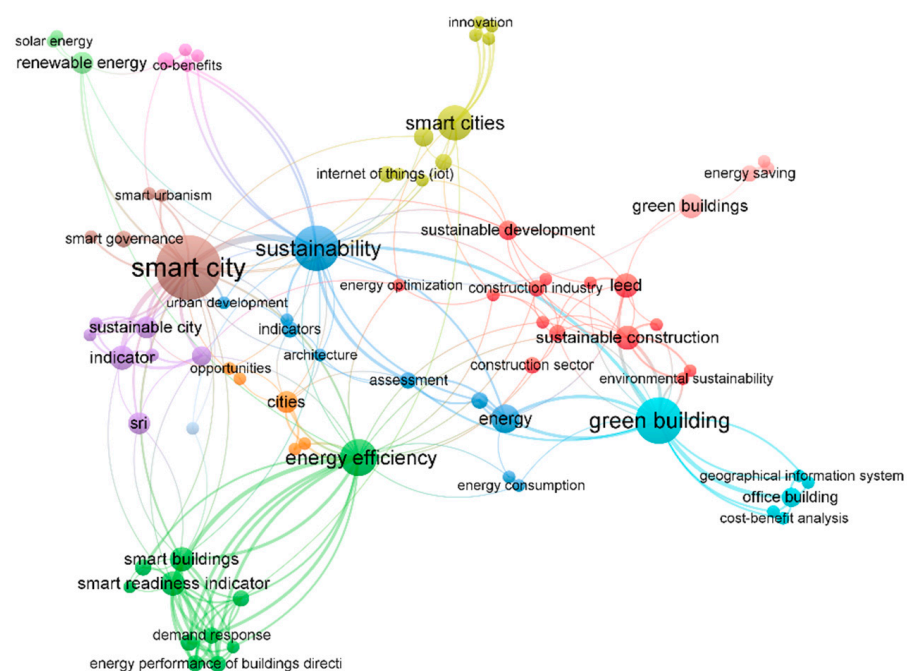 innovation
solar energy
renewable energy
co-benefits
smart cities
internet of things (iot)
energy saving
smart urbanism
green buildings
sustainable development
smart governance
sustainability
smart city
energy optimization
construction industry
leed
urban development
sustainable city
indicators
sustainable construction
indicator
architecture
opportunities
construction sector
assessment
environmental sustainability
cities
sri
energy
green building
energy efficiency
geographical information system
energy consumption
office building
cost-benefit analysis
smart buildings
smart readiness indicator
demand response
energy performance of buildings directi